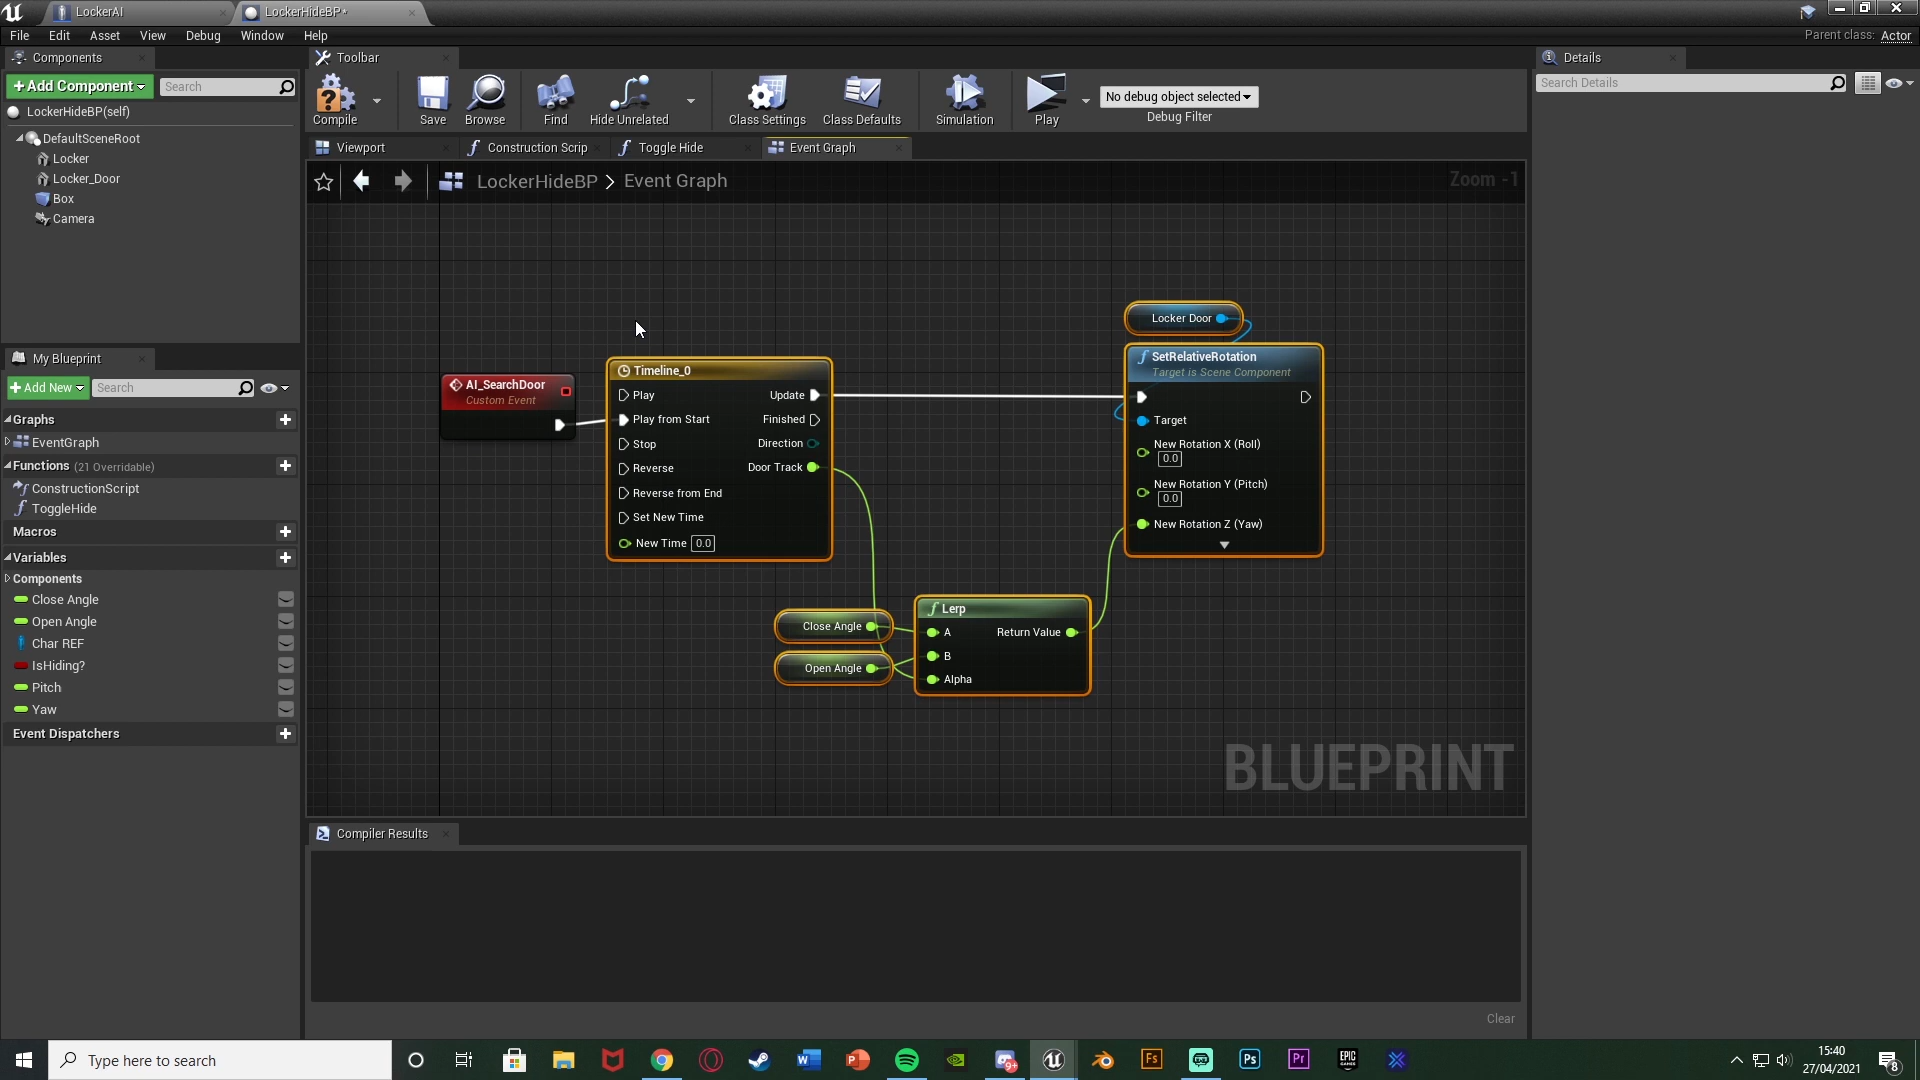 LockerAI
LockerHideBP*
File Edit Asset View Debug Window Help
Parent class: Actor
Components
Toolbar
Details
+Add Component
Search
Search Details
LockerHideBP(self)
DefaultSceneRoot
Locker
Locker_Door
Box
Camera
Compile
Save
Browse
Find
Hide Unrelated
Class Settings
Class Defaults
Simulation
Play
No debug object selected
Debug Filter
Viewport
Construction Scrip
Toggle Hide
Event Graph
LockerHideBP > Event Graph
Zoom -1
My Blueprint
+Add New
Search
Graphs
EventGraph
Functions (21 Overridable)
ConstructionScript
ToggleHide
Macros
Variables
Components
Close Angle
Open Angle
Char REF
IsHiding?
Pitch
Yaw
Event Dispatchers
AI_SearchDoor
Custom Event
Timeline_0
Play
Update
Play from Start
Finished
Stop
Direction
Reverse
Door Track
Reverse from End
Set New Time
New Time 0.0
Close Angle
Open Angle
Lerp
A
Return Value
B
Alpha
Locker Door
SetRelativeRotation
Target is Scene Component
Target
New Rotation X (Roll)
0.0
New Rotation Y (Pitch)
0.0
New Rotation Z (Yaw)
BLUEPRINT
Compiler Results
Clear
Type here to search
15:40
27/04/2021